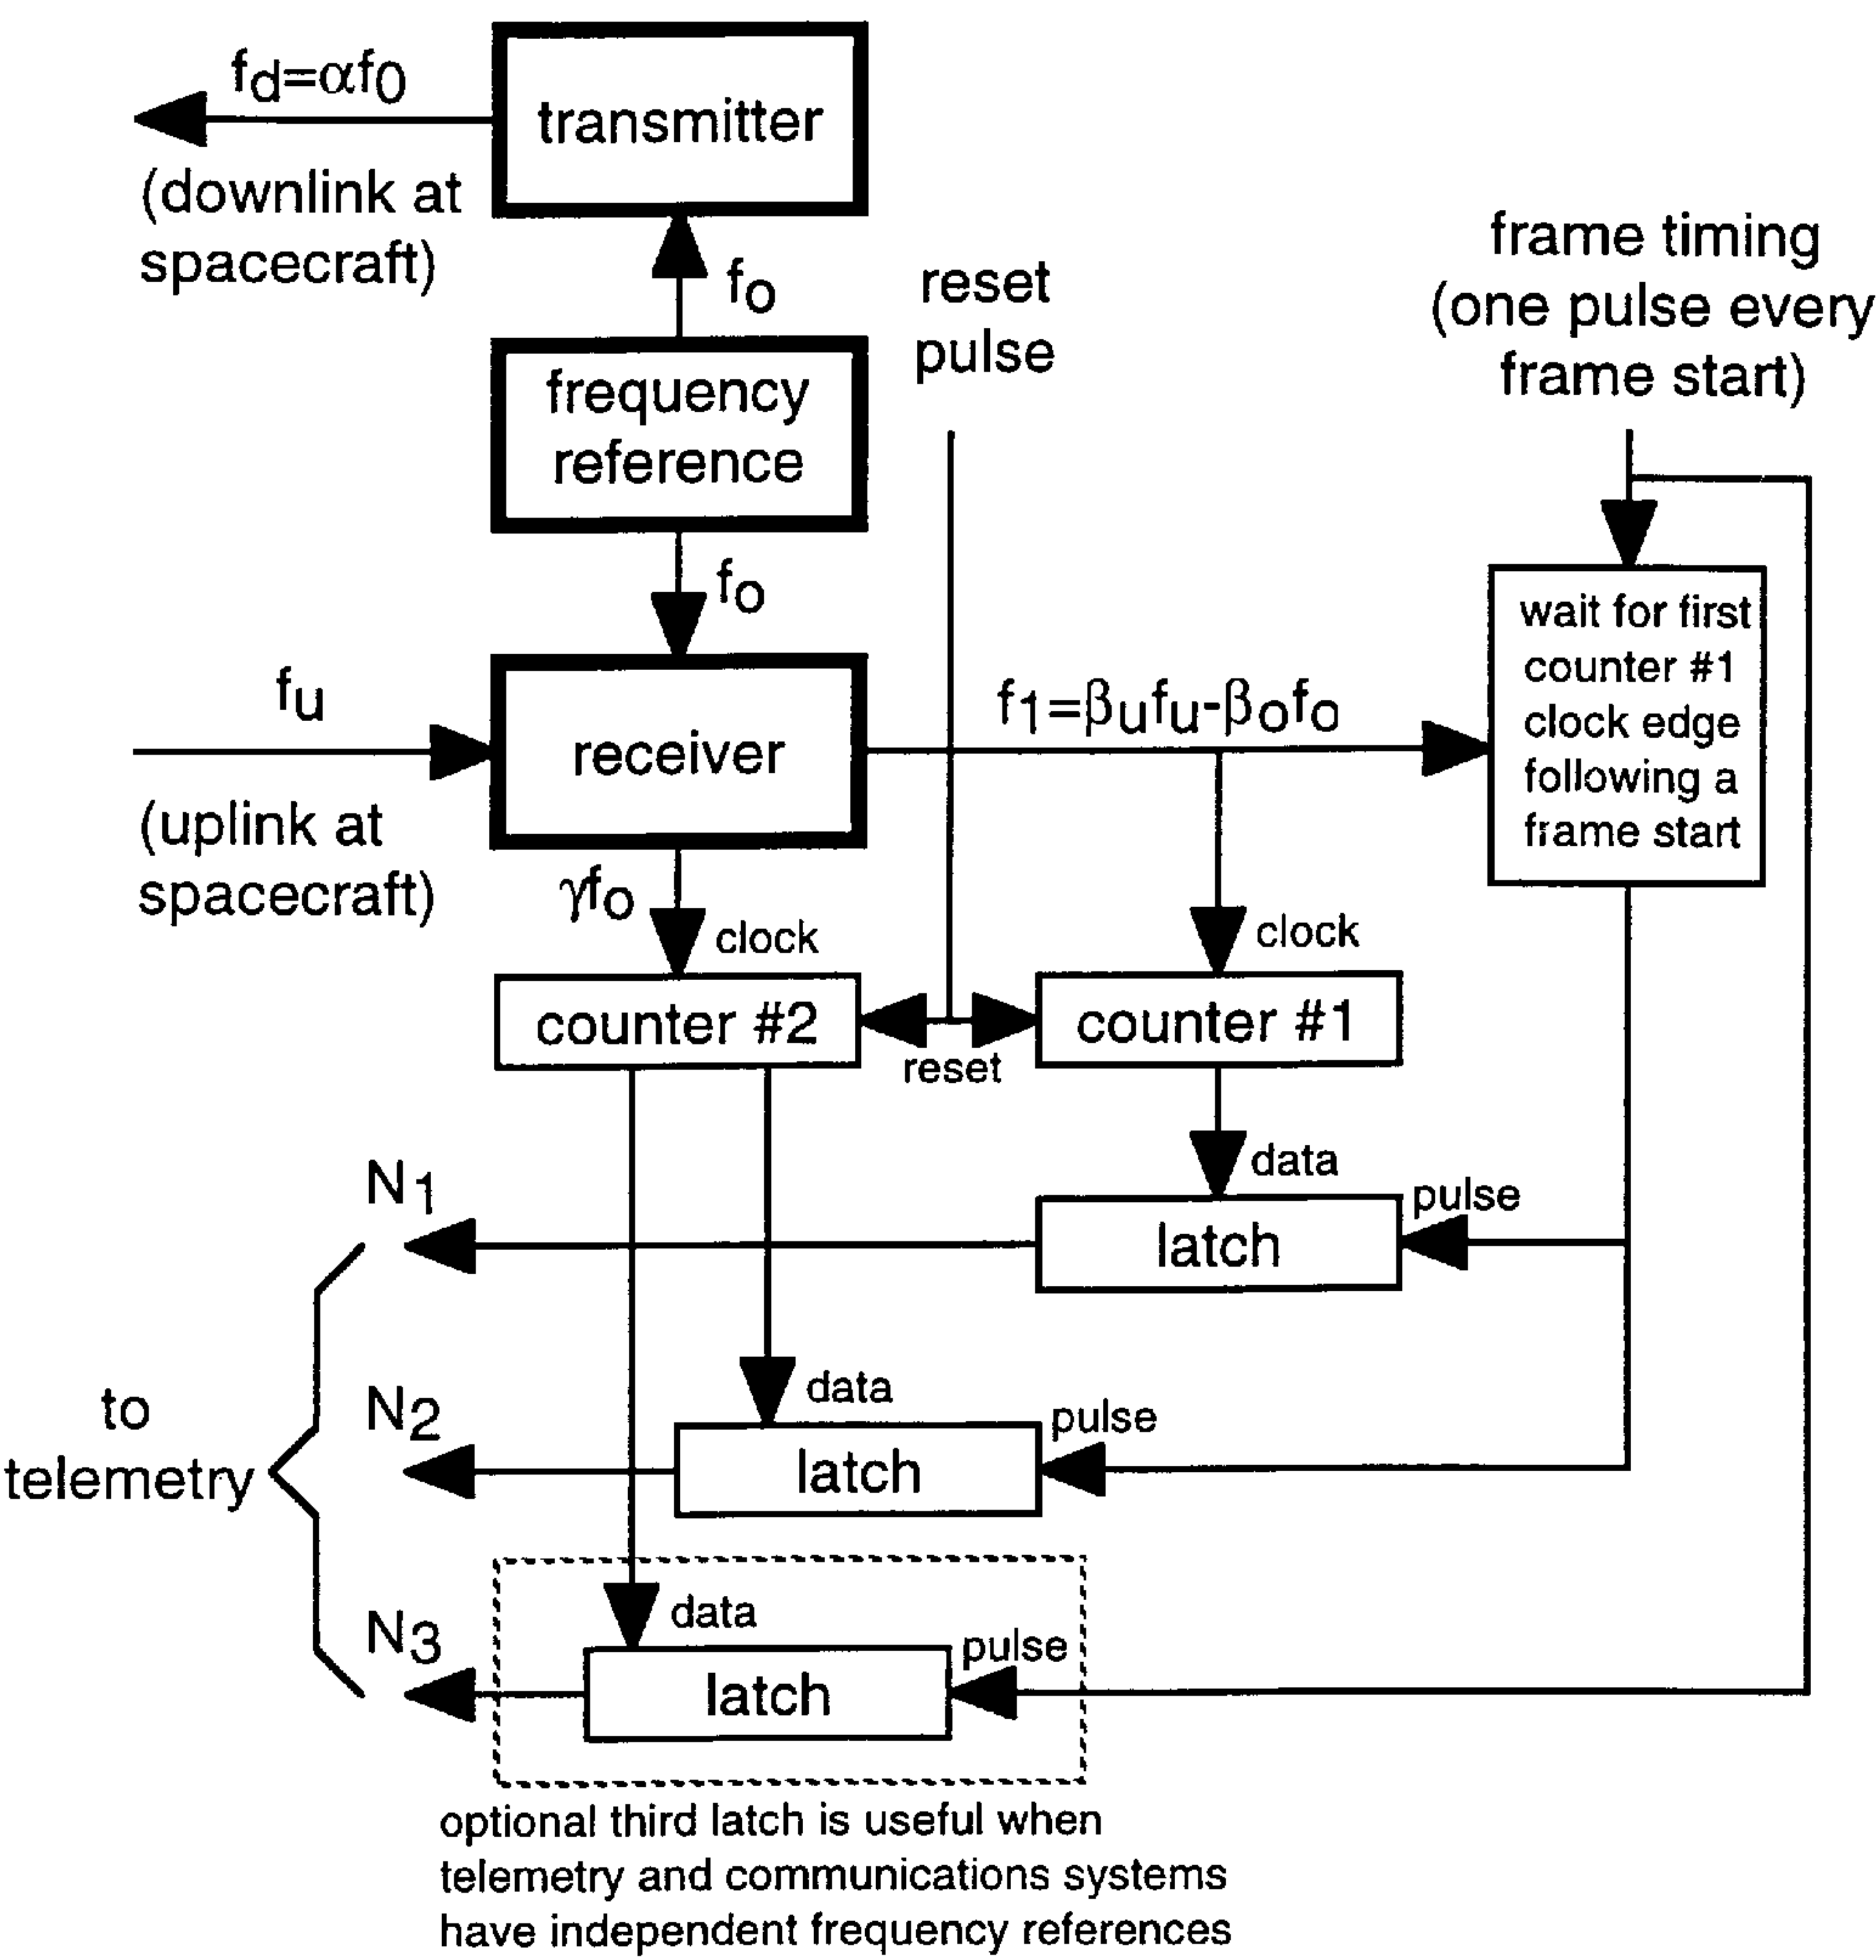 fd=αf0
transmitter
(downlink at
spacecraft)
fo
reset
pulse
frame timing
(one pulse every
frame start)
frequency
reference
fo
wait for first
counter #1
clock edge
following a
frame start
fu
receiver
f1=βufu-βofo
(uplink at
spacecraft)
γfo
clock
clock
counter #2
counter #1
reset
data
N1
latch
pulse
to
telemetry
N2
data
latch
pulse
N3
data
latch
pulse
optional third latch is useful when
telemetry and communications systems
have independent frequency references